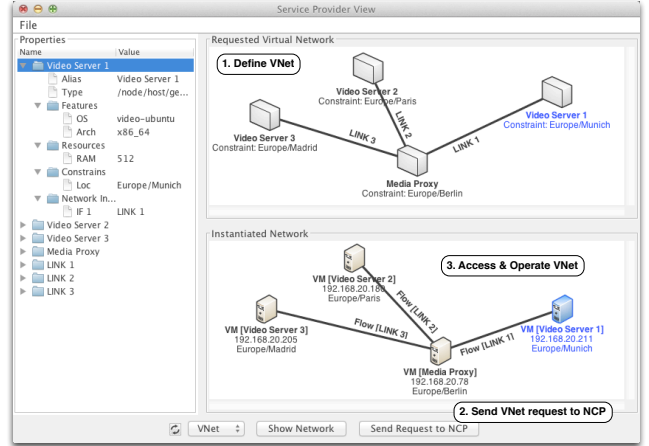 Service Provider View
File
Properties
Name Value
Video Server 1
Alias Video Server 1
Type /node/host/ge...
Features
OS video-ubuntu
Arch x86_64
Resources
RAM 512
Constrains
Loc Europe/Munich
Network In...
IF 1 LINK 1
Video Server 2
Video Server 3
Media Proxy
LINK 1
LINK 2
LINK 3
Requested Virtual Network
1. Define VNet
Video Server 2
Constraint: Europe/Paris
Video Server 1
Constraint: Europe/Munich
Video Server 3
Constraint: Europe/Madrid
LINK 3
LINK 2
LINK 1
Media Proxy
Constraint: Europe/Berlin
Instantiated Network
3. Access & Operate VNet
VM [Video Server 2]
192.168.20.180
Europe/Paris
VM [Video Server 3]
192.168.20.205
Europe/Madrid
Flow [LINK 3]
Flow [LINK 2]
Flow [LINK 1]
VM [Video Server 1]
192.168.20.211
Europe/Munich
VM [Media Proxy]
192.168.20.78
Europe/Berlin
2. Send VNet request to NCP
VNet
Show Network
Send Request to NCP